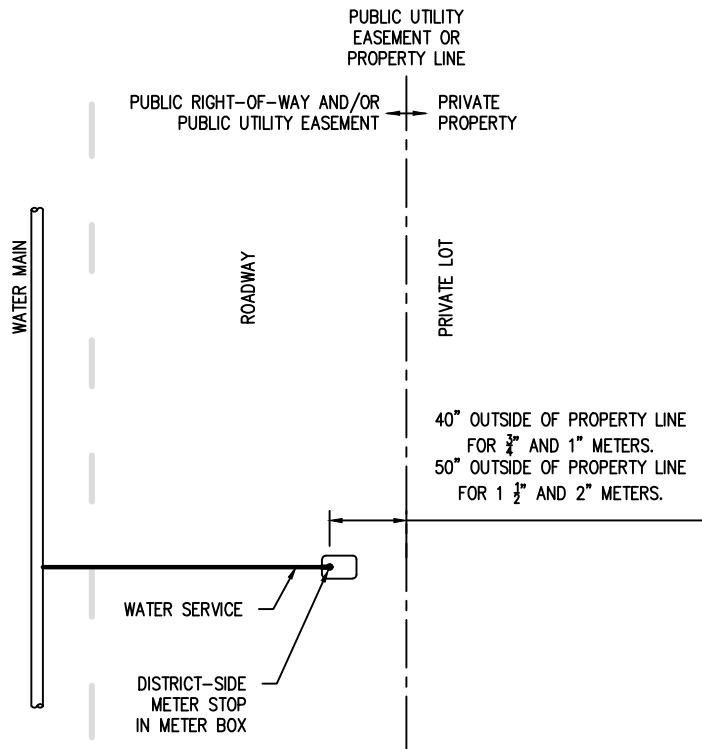 PUBLIC UTILITY
EASEMENT OR
PROPERTY LINE
PUBLIC RIGHT-OF-WAY AND/OR
PUBLIC UTILITY EASEMENT
PRIVATE
PROPERTY
WATER MAIN
ROADWAY
PRIVATE LOT
40" OUTSIDE OF PROPERTY LINE
FOR 3/4" AND 1" METERS.
50" OUTSIDE OF PROPERTY LINE
FOR 1 1/2" AND 2" METERS.
WATER SERVICE
DISTRICT-SIDE
METER STOP
IN METER BOX